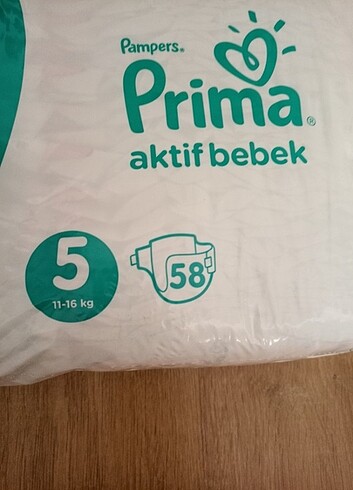 Pampers®
Prima®
aktif bebek
5
11-16 kg
58